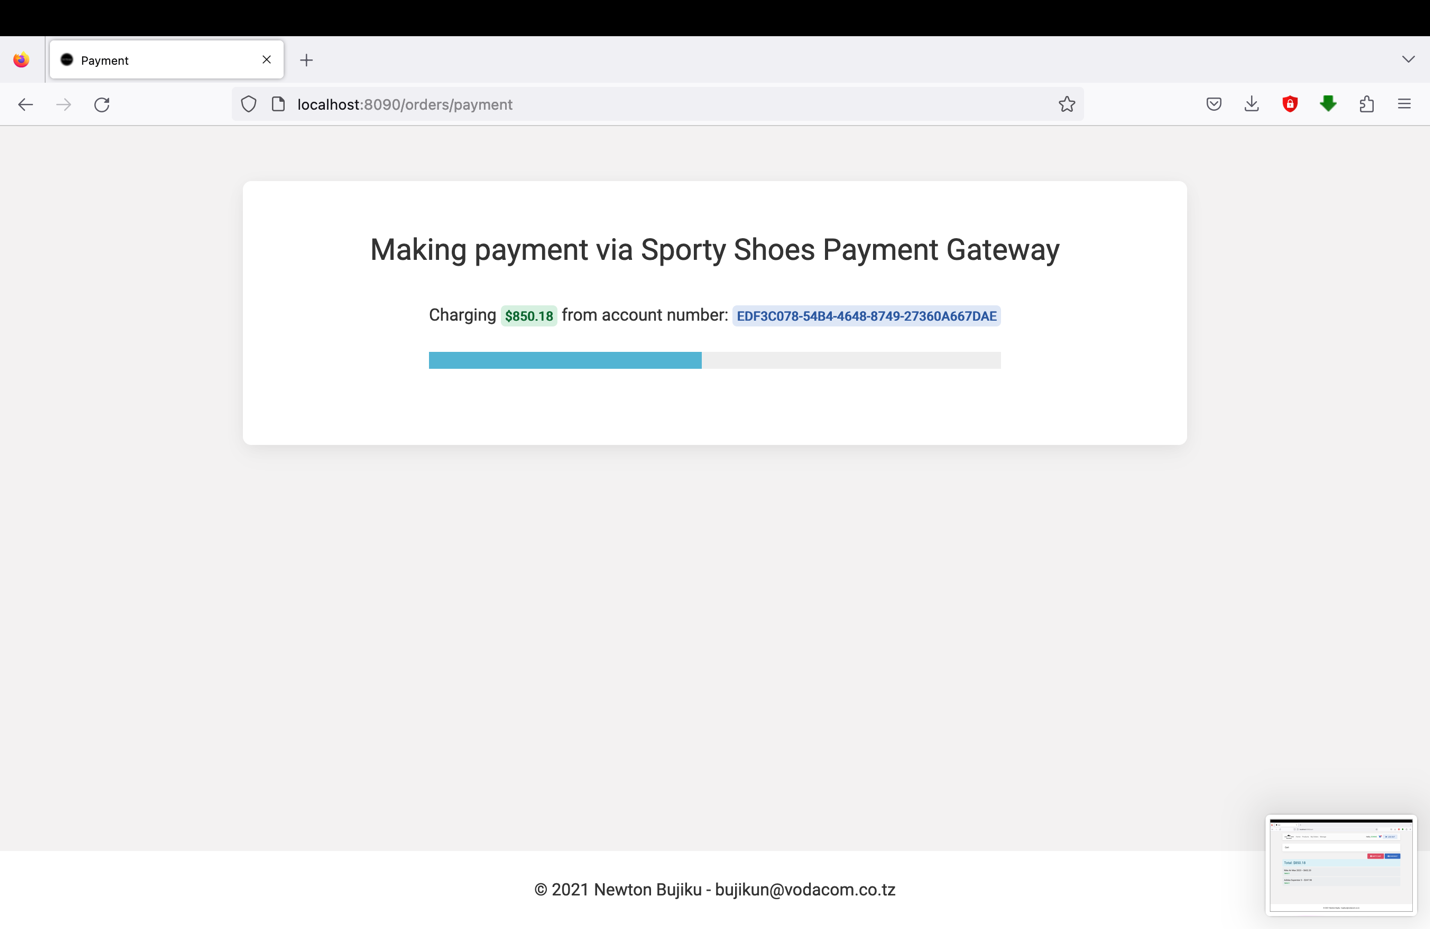 Payment
localhost:8090/orders/payment
Making payment via Sporty Shoes Payment Gateway
Charging $850.18 from account number: EDF3C078-54B4-4648-8749-27360A667DAE
© 2021 Newton Bujiku - bujikun@vodacom.co.tz